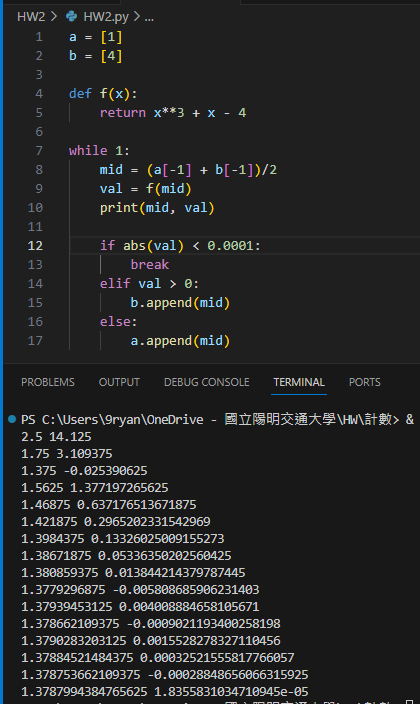 HW2 > HW2.py > ...
1 a = [1]
2 b = [4]
3
4 def f(x):
5     return x**3 + x - 4
6
7 while 1:
8     mid = (a[-1] + b[-1])/2
9     val = f(mid)
10     print(mid, val)
11
12     if abs(val) < 0.0001:
13         break
14     elif val > 0:
15         b.append(mid)
16     else:
17         a.append(mid)
PROBLEMS OUTPUT DEBUG CONSOLE TERMINAL PORTS
PS C:\Users\9ryan\OneDrive - 國立陽明交通大學\HW\計數> &
2.5 14.125
1.75 3.109375
1.375 -0.025390625
1.5625 1.377197265625
1.46875 0.637176513671875
1.421875 0.2965202331542969
1.3984375 0.13326025009155273
1.38671875 0.05336350202560425
1.380859375 0.013844214379787445
1.3779296875 -0.005808685906231403
1.37939453125 0.004008884658105671
1.378662109375 -0.0009021193400258198
1.3790283203125 0.0015528278327110456
1.37884521484375 0.00032521555817766057
1.378753662109375 -0.00028848656066315925
1.3787994384765625 1.8355831034710945e-05